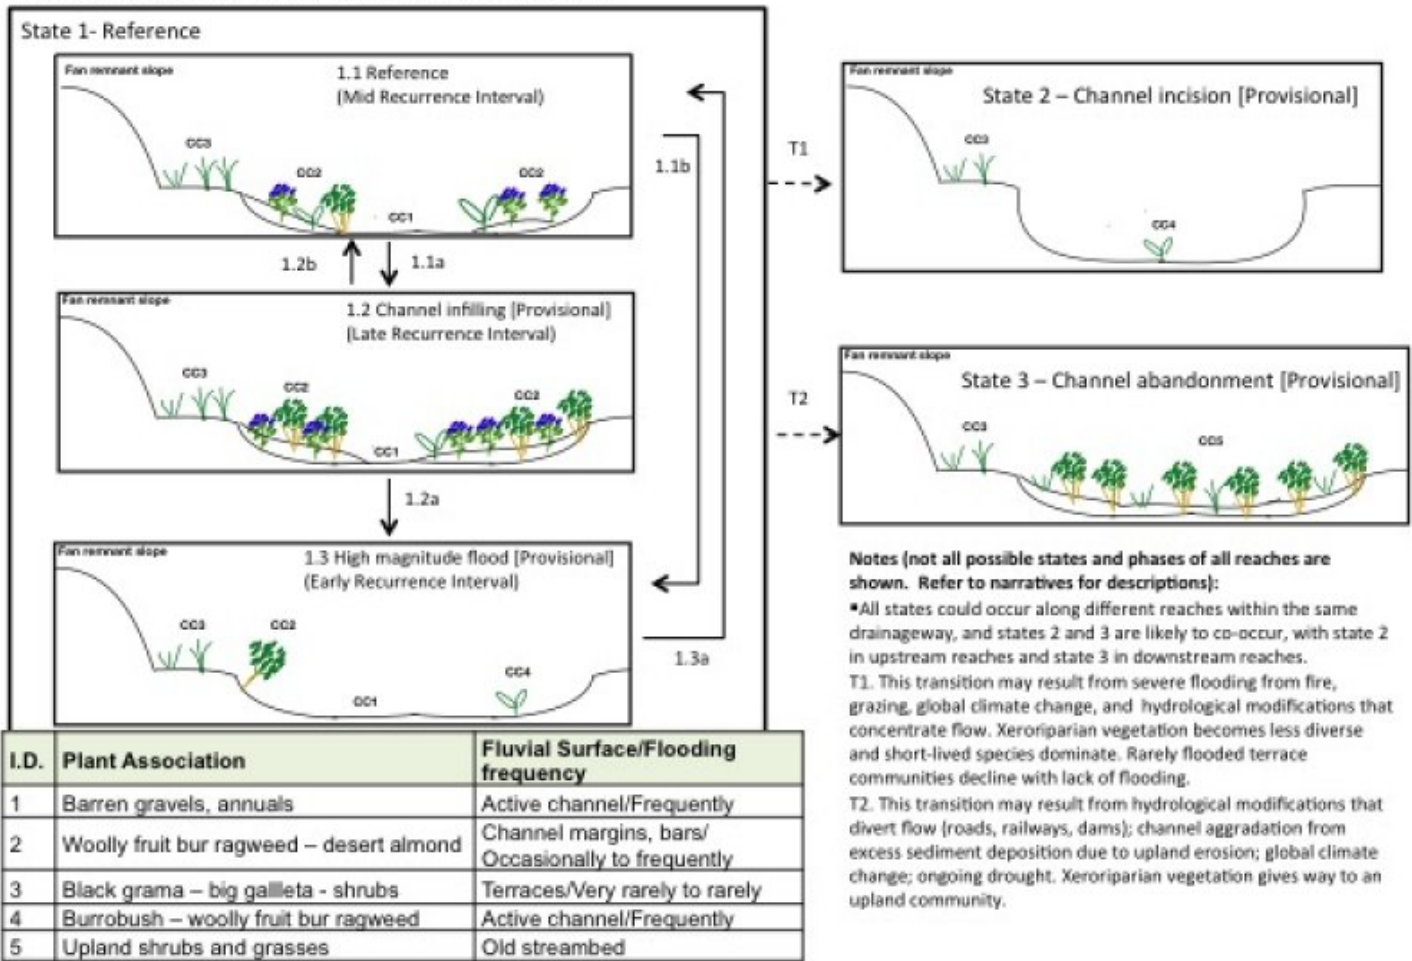 State 1- Reference
Fan remnant slope
1.1 Reference
(Mid Recurrence Interval)
CC3
CC2
CC1
CC2
1.2b
1.1a
1.1b
Fan remnant slope
1.2 Channel infilling [Provisional]
(Late Recurrence Interval)
CC3
CC2
CC1
CC2
1.2a
Fan remnant slope
1.3 High magnitude flood [Provisional]
(Early Recurrence Interval)
CC3
CC2
CC1
CC4
1.3a
T1
Fan remnant slope
State 2 – Channel incision [Provisional]
CC3
CC4
T2
Fan remnant slope
State 3 – Channel abandonment [Provisional]
CC3
CC5
I.D. Plant Association Fluvial Surface/Flooding
frequency
1 Barren gravels, annuals Active channel/Frequently
2 Woolly fruit bur ragweed – desert almond Channel margins, bars/
Occasionally to frequently
3 Black grama – big gallleta - shrubs Terraces/Very rarely to rarely
4 Burrobush – woolly fruit bur ragweed Active channel/Frequently
5 Upland shrubs and grasses Old streambed
Notes (not all possible states and phases of all reaches are
shown. Refer to narratives for descriptions):
▪All states could occur along different reaches within the same
drainageway, and states 2 and 3 are likely to co-occur, with state 2
in upstream reaches and state 3 in downstream reaches.
T1. This transition may result from severe flooding from fire,
grazing, global climate change, and hydrological modifications that
concentrate flow. Xeroriparian vegetation becomes less diverse
and short-lived species dominate. Rarely flooded terrace
communities decline with lack of flooding.
T2. This transition may result from hydrological modifications that
divert flow (roads, railways, dams); channel aggradation from
excess sediment deposition due to upland erosion; global climate
change; ongoing drought. Xeroriparian vegetation gives way to an
upland community.